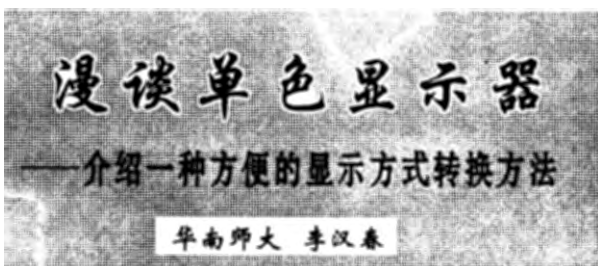 漫谈单色显示器
——介绍一种方便的显示方式转换方法
华南师大 李汉春